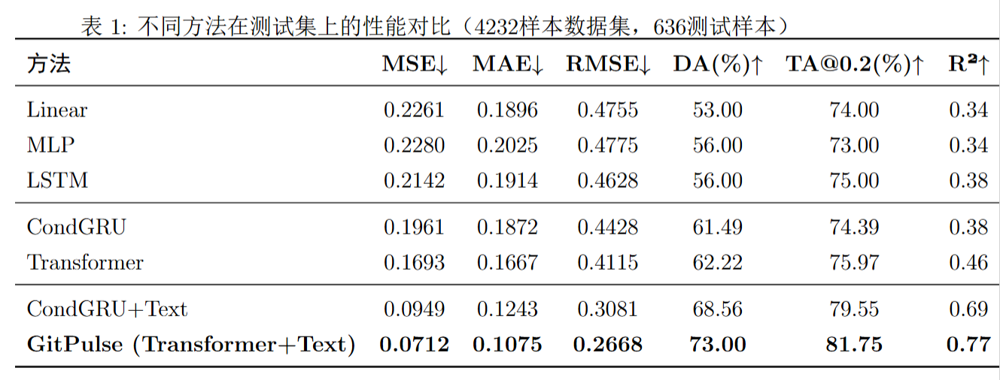 表 1: 不同方法在测试集上的性能对比（4232样本数据集，636测试样本）
方法 MSE↓ MAE↓ RMSE↓ DA(%)↑ TA@0.2(%)↑ R²↑
Linear 0.2261 0.1896 0.4755 53.00 74.00 0.34
MLP 0.2280 0.2025 0.4775 56.00 73.00 0.34
LSTM 0.2142 0.1914 0.4628 56.00 75.00 0.38
CondGRU 0.1961 0.1872 0.4428 61.49 74.39 0.38
Transformer 0.1693 0.1667 0.4115 62.22 75.97 0.46
CondGRU+Text 0.0949 0.1243 0.3081 68.56 79.55 0.69
GitPulse (Transformer+Text) 0.0712 0.1075 0.2668 73.00 81.75 0.77